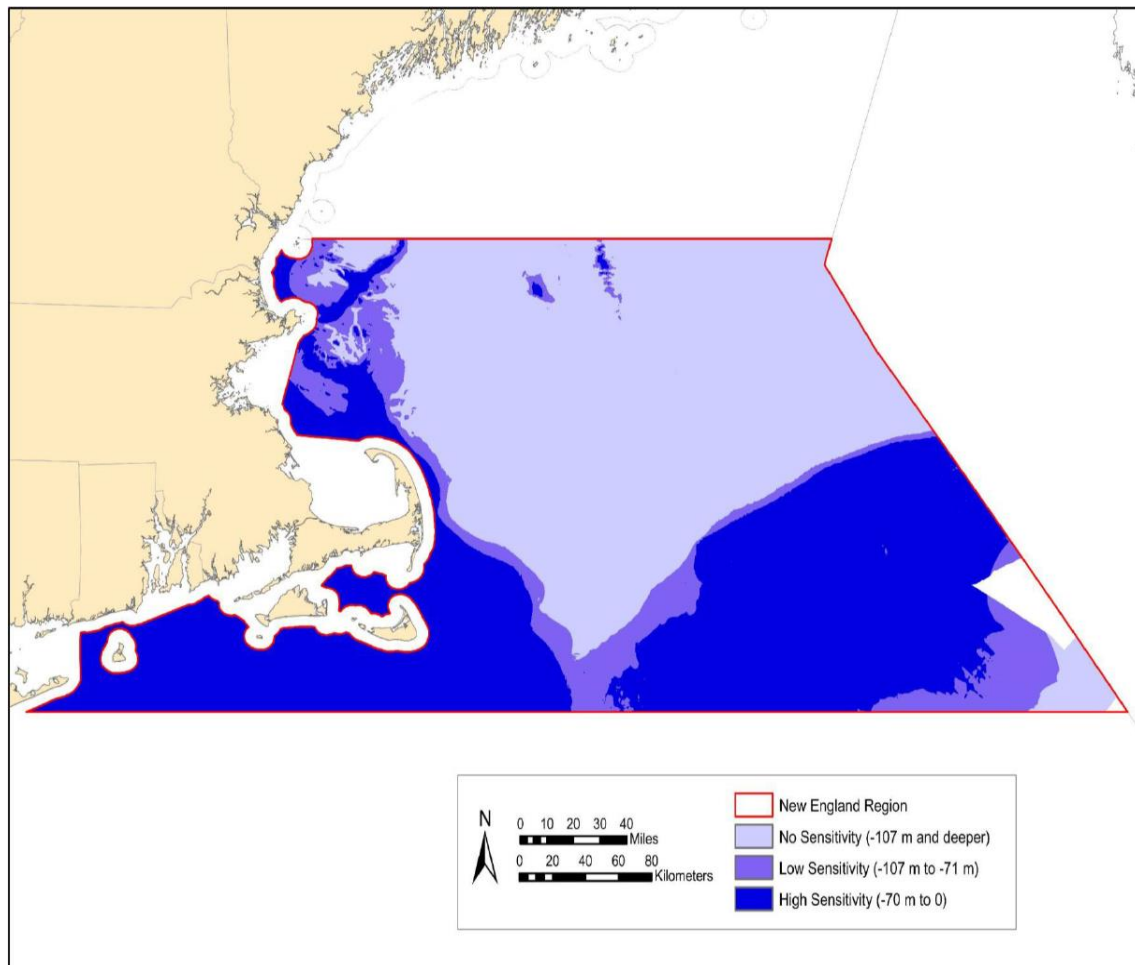 N
0 10 20 30 40
Miles
0 20 40 60 80
Kilometers
New England Region
No Sensitivity (-107 m and deeper)
Low Sensitivity (-107 m to -71 m)
High Sensitivity (-70 m to 0)